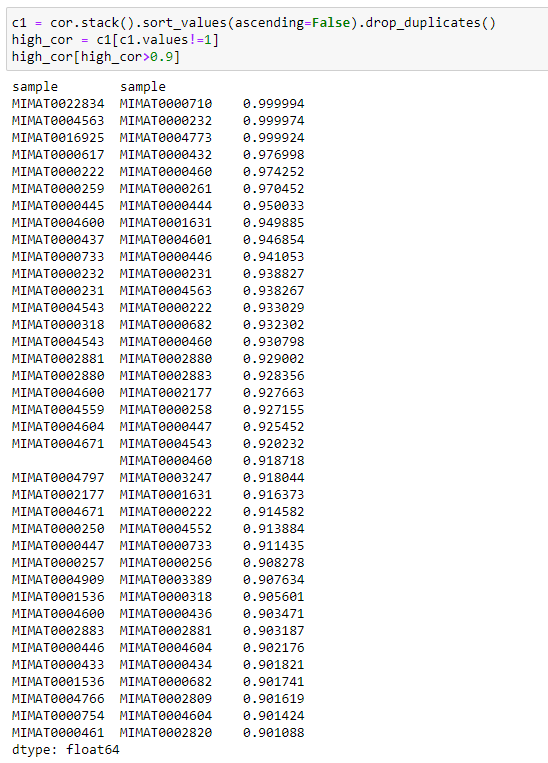 c1 = cor.stack().sort_values(ascending=False).drop_duplicates()
high_cor = c1[c1.values!=1]
high_cor[high_cor>0.9]
sample        sample
MIMAT0022834  MIMAT0000710    0.999994
MIMAT0004563  MIMAT0000232    0.999974
MIMAT0016925  MIMAT0004773    0.999924
MIMAT0000617  MIMAT0000432    0.976998
MIMAT0000222  MIMAT0000460    0.974252
MIMAT0000259  MIMAT0000261    0.970452
MIMAT0000445  MIMAT0000444    0.950033
MIMAT0004600  MIMAT0001631    0.949885
MIMAT0000437  MIMAT0004601    0.946854
MIMAT0000733  MIMAT0000446    0.941053
MIMAT0000232  MIMAT0000231    0.938827
MIMAT0000231  MIMAT0004563    0.938267
MIMAT0004543  MIMAT0000222    0.933029
MIMAT0000318  MIMAT0000682    0.932302
MIMAT0004543  MIMAT0000460    0.930798
MIMAT0002881  MIMAT0002880    0.929002
MIMAT0002880  MIMAT0002883    0.928356
MIMAT0004600  MIMAT0002177    0.927663
MIMAT0004559  MIMAT0000258    0.927155
MIMAT0004604  MIMAT0000447    0.925452
MIMAT0004671  MIMAT0004543    0.920232
              MIMAT0000460    0.918718
MIMAT0004797  MIMAT0003247    0.918044
MIMAT0002177  MIMAT0001631    0.916373
MIMAT0004671  MIMAT0000222    0.914582
MIMAT0000250  MIMAT0004552    0.913884
MIMAT0000447  MIMAT0000733    0.911435
MIMAT0000257  MIMAT0000256    0.908278
MIMAT0004909  MIMAT0003389    0.907634
MIMAT0001536  MIMAT0000318    0.905601
MIMAT0004600  MIMAT0000436    0.903471
MIMAT0002883  MIMAT0002881    0.903187
MIMAT0000446  MIMAT0004604    0.902176
MIMAT0000433  MIMAT0000434    0.901821
MIMAT0001536  MIMAT0000682    0.901741
MIMAT0004766  MIMAT0002809    0.901619
MIMAT0000754  MIMAT0004604    0.901424
MIMAT0000461  MIMAT0002820    0.901088
dtype: float64